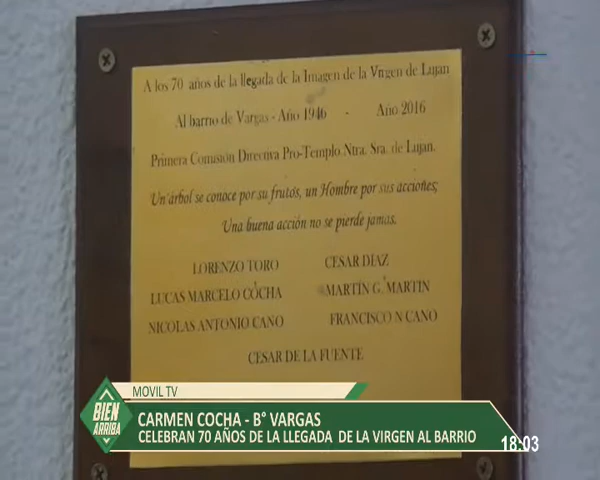 A los 70 años de la llegada de la Imagen de la Virgen de Lujan
Al barrio de Vargas - Año 1946 - Año 2016
Primera Comisión Directiva Pro-Templo Ntra. Sra. de Lujan.
Un árbol se conoce por su frutos, un Hombre por sus acciones;
Una buena acción no se pierde jamas.
LORENZO TORO CESAR DIAZ
LUCAS MARCELO COCHA MARTIN G. MARTIN
NICOLAS ANTONIO CANO FRANCISCO N CANO
CESAR DE LA FUENTE
MOVIL TV
BIEN
ARRIBA
CARMEN COCHA - B° VARGAS
CELEBRAN 70 AÑOS DE LA LLEGADA DE LA VIRGEN AL BARRIO
18:03